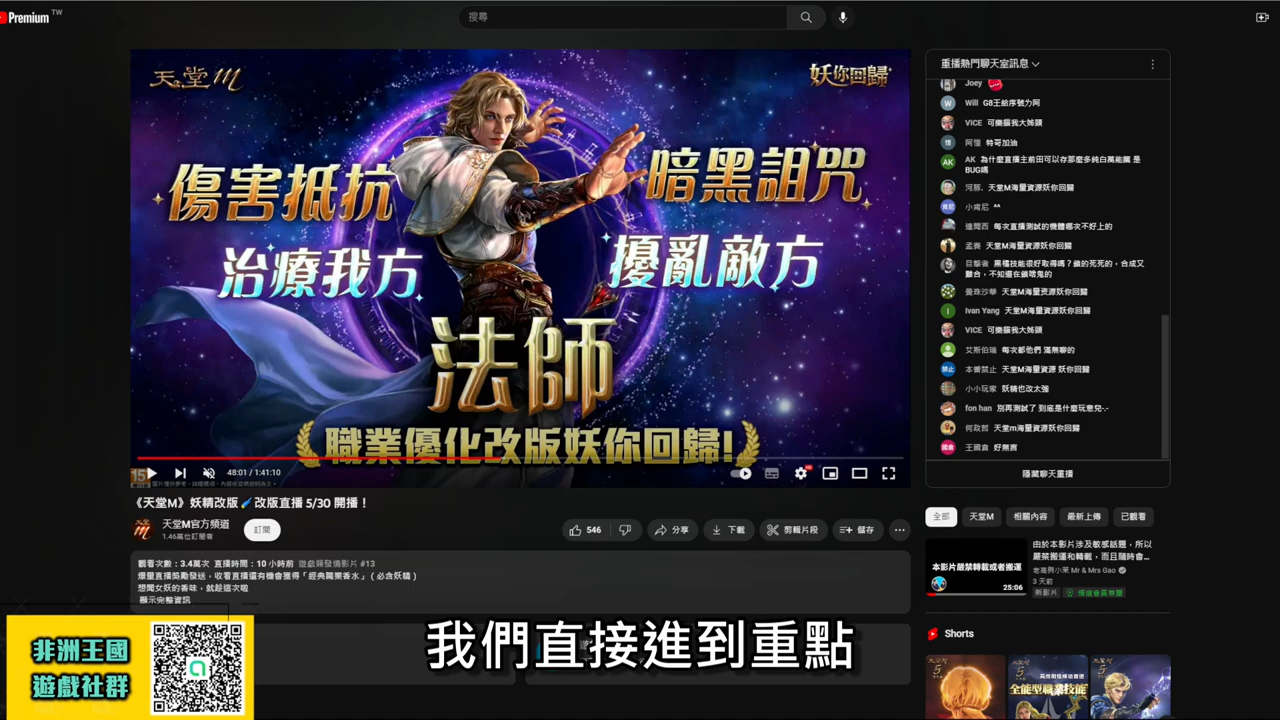 Premium TW
搜尋
天堂M
妖你回歸
傷害抵抗
暗黑詛咒
治療我方
擾亂敵方
法師
職業優化改版妖你回歸!
48:01 / 1:41:10
《天堂M》妖精改版 改版直播 5/30 開播！
天堂M官方頻道
1.46萬位訂閱者
訂閱
546
分享
下載
剪輯片段
儲存
觀看次數：3.4萬次 直播時間：10 小時前 遊戲類發燒影片 #13
爆量直播獎勵發送，收看直播還有機會獲得「經典職業香水」（必含妖精）
想聞女妖的香味，就趁這次啦
顯示完整資訊
重播熱門聊天室訊息
Joey
Will G8王給序號力阿
VICE 可樂貓我大姊頭
特哥加油
AK 為什麼直播主前田可以存那麼多純白萬能藥 是
BUG嗎
河豚. 天堂M海量資源妖你回歸
小肯尼 ^^
達聞西 每次直播測試的機體哪次不好上的
孟喬 天堂M海量資源妖你回歸
目擊者 黑橘技能很好取得嗎？鎖的死死的，合成又
難合，不知道在鎖啥鬼的
曼珠沙華 天堂M海量资源妖你回歸
Ivan Yang 天堂M海量資源妖你回歸
VICE 可樂貓我大姊頭
艾斯伯瑞 每次都他們 滿無聊的
本番禁止 天堂M海量資源 妖你回歸
小小玩家 妖精也改太強
fon han 別再測試了 到底是什麼玩意兒-.-
何政哲 天堂m海量資源妖你回歸
王國倉 好無言
隱藏聊天重播
全部
天堂M
相關內容
最新上傳
已觀看
本影片嚴禁轉載或者搬運
25:06
由於本影片涉及敏感話題，所以
嚴禁搬運和轉載，而且隨時會...
老高與小茉 Mr & Mrs Gao
3 天前
新影片
頻道會員專屬
Shorts
全能型職業技能
非洲王國
遊戲社群
我們直接進到重點